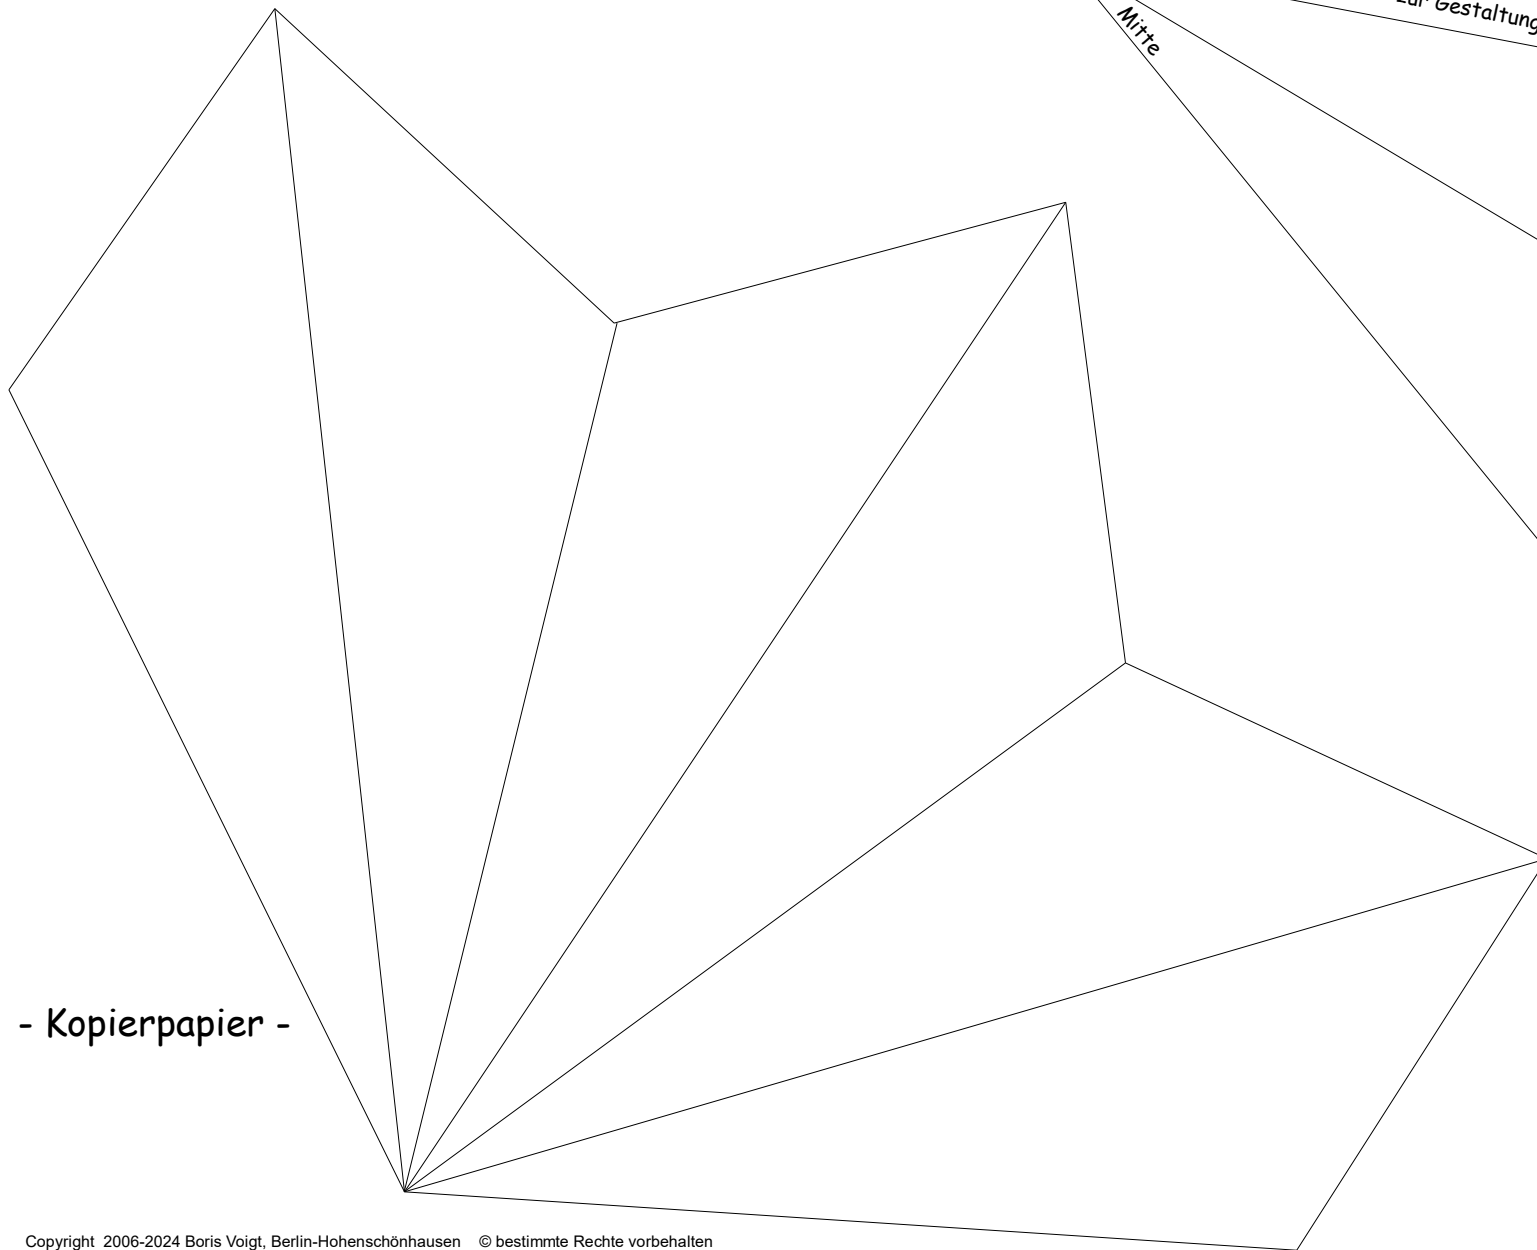 zur Gestaltung
Mitte
- Kopierpapier -
Copyright 2006-2024 Boris Voigt, Berlin-Hohenschönhausen © bestimmte Rechte vorbehalten